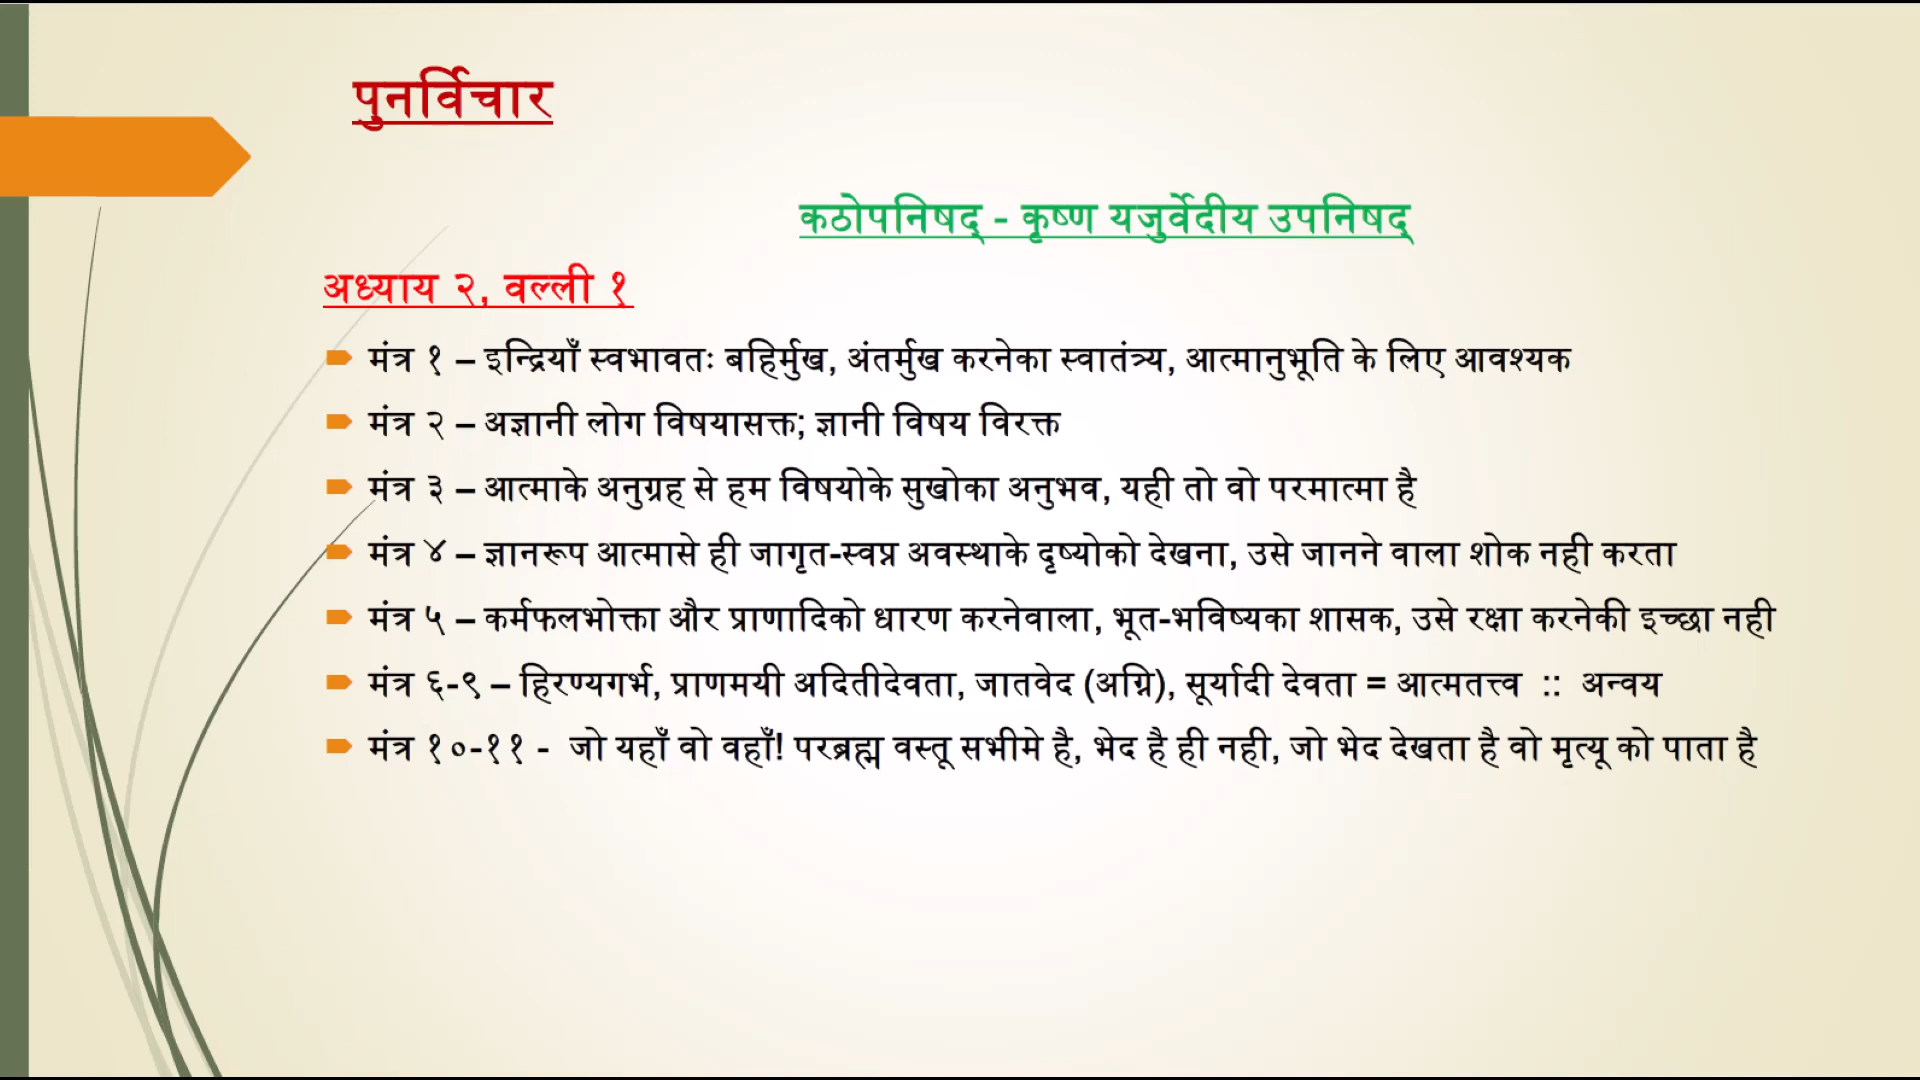 पुनर्विचार
कठोपनिषद् - कृष्ण यजुर्वेदीय उपनिषद्
अध्याय २, वल्ली १
मंत्र १ – इन्द्रियाँ स्वभावतः बहिर्मुख, अंतर्मुख करनेका स्वातंत्र्य, आत्मानुभूति के लिए आवश्यक
मंत्र २ – अज्ञानी लोग विषयासक्त; ज्ञानी विषय विरक्त
मंत्र ३ – आत्माके अनुग्रह से हम विषयोके सुखोका अनुभव, यही तो वो परमात्मा है
मंत्र ४ – ज्ञानरूप आत्मासे ही जागृत-स्वप्न अवस्थाके दृष्योको देखना, उसे जानने वाला शोक नही करता
मंत्र ५ – कर्मफलभोक्ता और प्राणादिको धारण करनेवाला, भूत-भविष्यका शासक, उसे रक्षा करनेकी इच्छा नही
मंत्र ६-९ – हिरण्यगर्भ, प्राणमयी अदितीदेवता, जातवेद (अग्नि), सूर्यादी देवता = आत्मतत्त्व :: अन्वय
मंत्र १०-११ - जो यहाँ वो वहाँ! परब्रह्म वस्तू सभीमे है, भेद है ही नही, जो भेद देखता है वो मृत्यू को पाता है